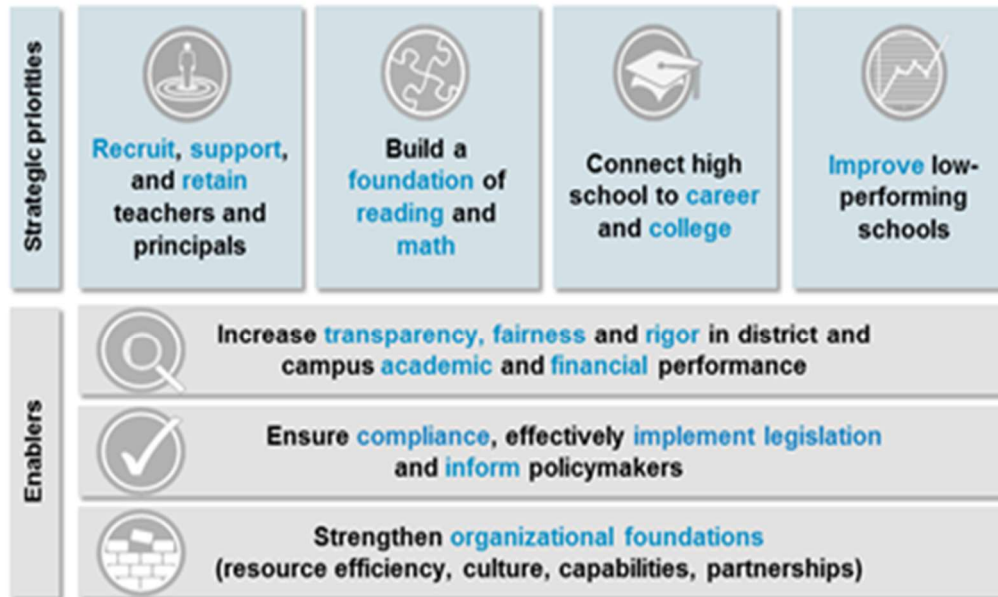 Strategic priorities
Recruit, support,
and retain
teachers and
principals
Build a
foundation of
reading and
math
Connect high
school to career
and college
Improve low-
performing
schools
Enablers
Increase transparency, fairness and rigor in district and
campus academic and financial performance
Ensure compliance, effectively implement legislation
and inform policymakers
Strengthen organizational foundations
(resource efficiency, culture, capabilities, partnerships)